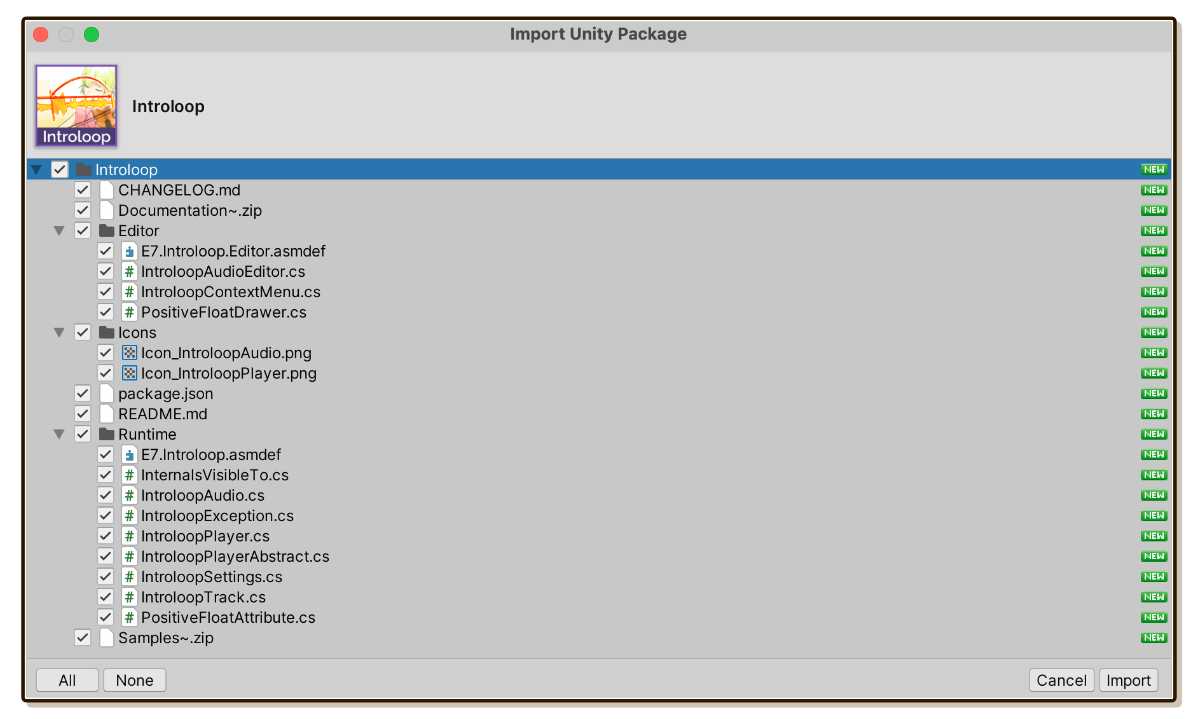 Import Unity Package
Introloop
Introloop
Introloop NEW
CHANGELOG.md NEW
Documentation~.zip NEW
Editor NEW
E7.Introloop.Editor.asmdef NEW
# IntroloopAudioEditor.cs NEW
# IntroloopContextMenu.cs NEW
# PositiveFloatDrawer.cs NEW
Icons NEW
Icon_IntroloopAudio.png NEW
Icon_IntroloopPlayer.png NEW
package.json NEW
README.md NEW
Runtime NEW
E7.Introloop.asmdef NEW
# InternalsVisibleTo.cs NEW
# IntroloopAudio.cs NEW
# IntroloopException.cs NEW
# IntroloopPlayer.cs NEW
# IntroloopPlayerAbstract.cs NEW
# IntroloopSettings.cs NEW
# IntroloopTrack.cs NEW
# PositiveFloatAttribute.cs NEW
Samples~.zip NEW
All None Cancel Import